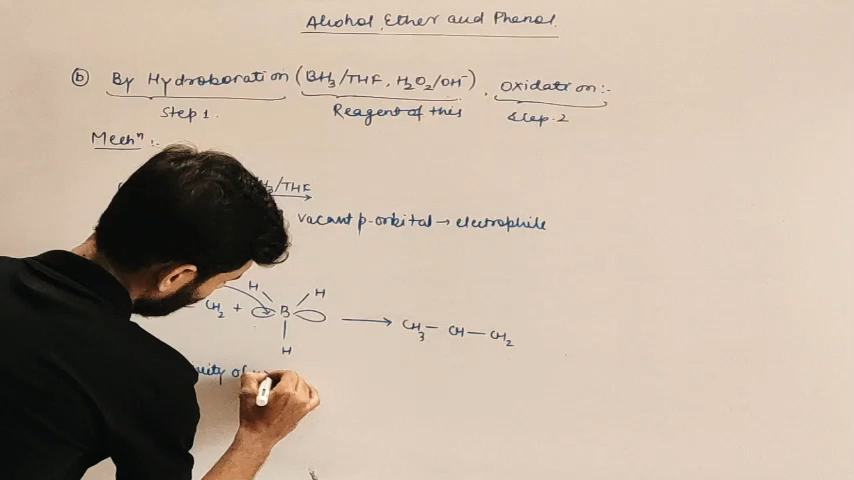 Alcohol, Ether and Phenol.
ⓑ By Hydroboration (BH3/THF, H2O2/OH⁻), Oxidation:-
Step 1. Reagent of this Step. 2
Mechⁿ :-
/THF
vacant p-orbital → electrophile
H H
CH2 + B → CH3 - CH - CH2
H